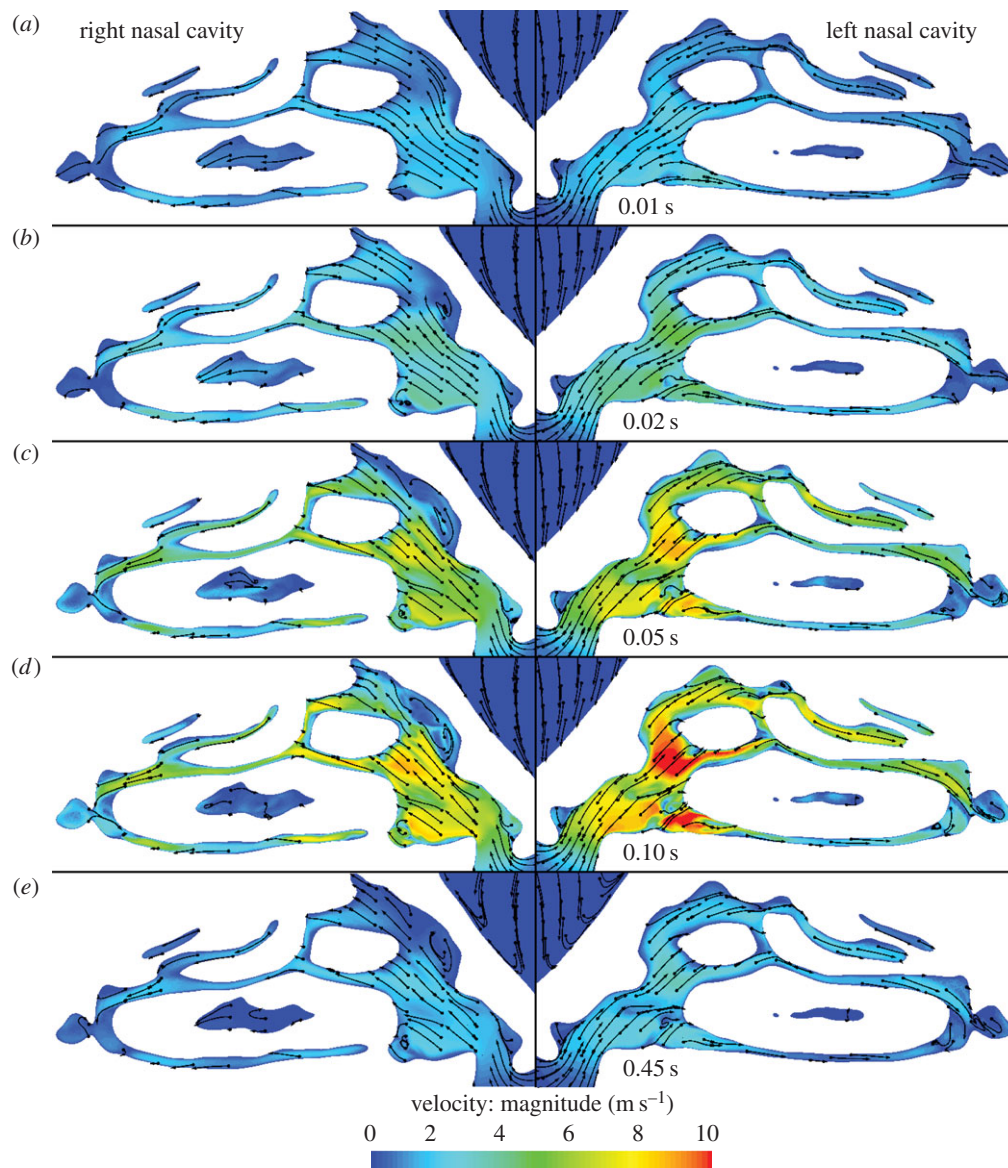 (a)
right nasal cavity
left nasal cavity
0.01 s
(b)
0.02 s
(c)
0.05 s
(d)
0.10 s
(e)
0.45 s
velocity: magnitude (m s⁻¹)
0 2 4 6 8 10